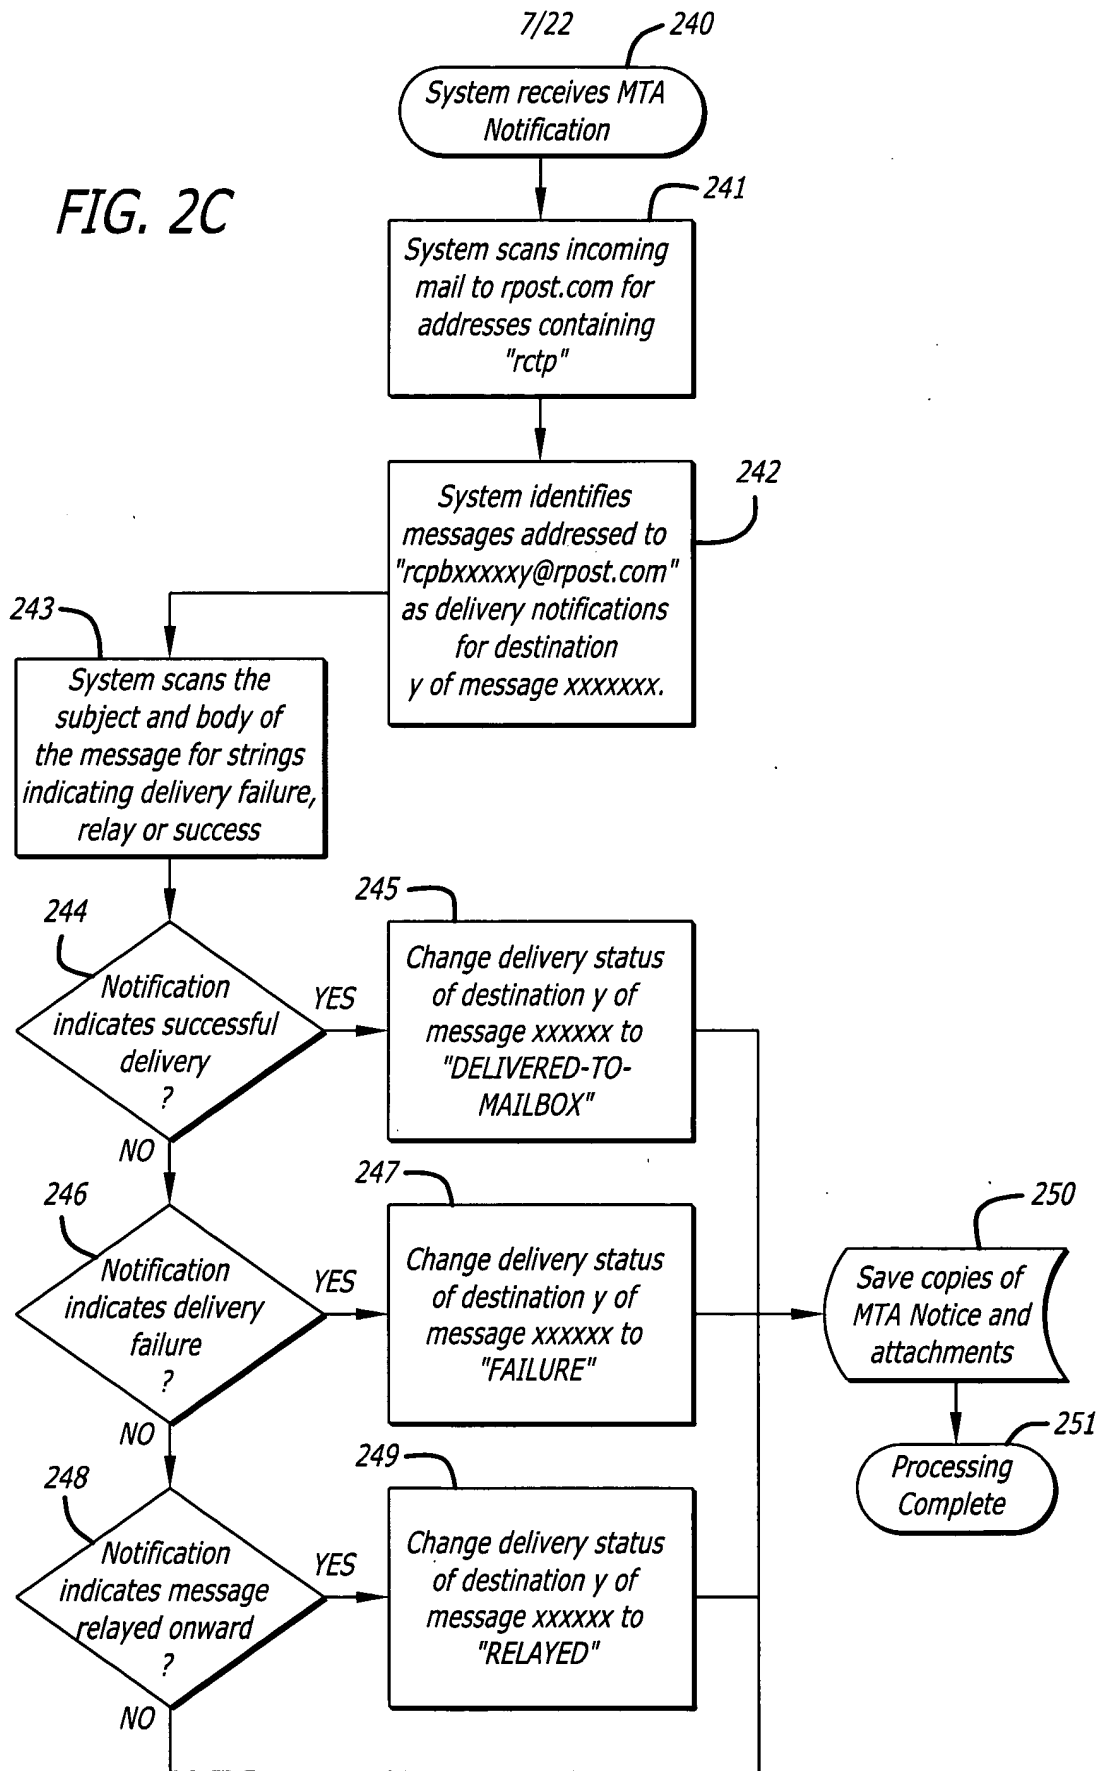 7/22
240
System receives MTA
Notification
FIG. 2C
241
System scans incoming
mail to rpost.com for
addresses containing
"rctp"
242
System identifies
messages addressed to
"rcpbxxxxxy@rpost.com"
as delivery notifications
for destination
y of message xxxxxxx.
243
System scans the
subject and body of
the message for strings
indicating delivery failure,
relay or success
244
Notification
indicates successful
delivery
?
YES
NO
245
Change delivery status
of destination y of
message xxxxxx to
"DELIVERED-TO-
MAILBOX"
246
Notification
indicates delivery
failure
?
YES
NO
247
Change delivery status
of destination y of
message xxxxxx to
"FAILURE"
248
Notification
indicates message
relayed onward
?
YES
NO
249
Change delivery status
of destination y of
message xxxxxx to
"RELAYED"
250
Save copies of
MTA Notice and
attachments
251
Processing
Complete